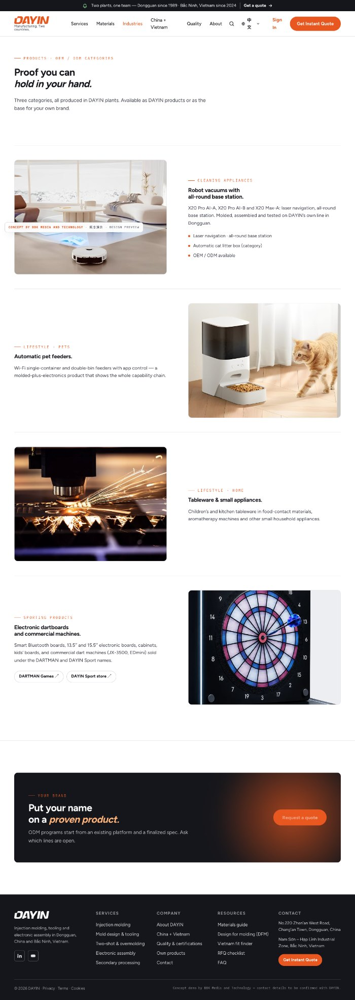 Two plants, one team — Dongguan since 1989 · Bắc Ninh, Vietnam since 2024 Get a quote →
DAYIN
Manufacturing. Two countries.
Services
Materials
Industries
China + Vietnam
Quality
About
中文
Sign In
Get Instant Quote
PRODUCTS · OEM / ODM CATEGORIES
Proof you can
hold in your hand.
Three categories, all produced in DAYIN plants. Available as DAYIN products or as the
base for your own brand.
CONCEPT BY BBK MEDIA AND TECHNOLOGY · 概念演示 · DESIGN PREVIEW
CLEANING APPLIANCES
Robot vacuums with
all-round base station.
X20 Pro AI-A, X20 Pro AI-B and X20 Max-A: laser navigation, all-round
base station. Molded, assembled and tested on DAYIN's own line in
Dongguan.
Laser navigation · all-round base station
Automatic cat litter box (category)
OEM / ODM available
LIFESTYLE · PETS
Automatic pet feeders.
Wi-Fi single-container and double-bin feeders with app control — a
molded-plus-electronics product that shows the whole capability chain.
LIFESTYLE · HOME
Tableware & small appliances.
Children's and kitchen tableware in food-contact materials,
aromatherapy machines and other small household appliances.
SPORTING PRODUCTS
Electronic dartboards
and commercial machines.
Smart Bluetooth boards, 13.5″ and 15.5″ electronic boards, cabinets,
kids' boards, and commercial dart machines (JX-3500, EDmini) sold
under the DARTMAN and DAYIN Sport names.
DARTMAN Games ↗
DAYIN Sport store ↗
18
4
13
6
10
15
2
17
3
19
7
16
8
11
14
9
YOUR BRAND
Put your name
on a proven product.
ODM programs start from an existing platform and a finalized spec. Ask
which lines are open.
Request a quote
DAYIN
Injection molding, tooling and
electronic assembly in Dongguan,
China and Bắc Ninh, Vietnam.
in
SERVICES
Injection molding
Mold design & tooling
Two-shot & overmolding
Electronic assembly
Secondary processing
COMPANY
About DAYIN
China + Vietnam
Quality & certifications
Own products
Contact
RESOURCES
Materials guide
Design for molding (DFM)
Vietnam fit finder
RFQ checklist
FAQ
CONTACT
No.220 Zhen'an West Road,
Chang'an Town, Dongguan, China
Nam Sơn – Hạp Lĩnh Industrial
Zone, Bắc Ninh, Vietnam
Get Instant Quote
© 2026 DAYIN · Privacy · Terms · Cookies
Concept demo by BBK Media and Technology — contact details to be confirmed with DAYIN.